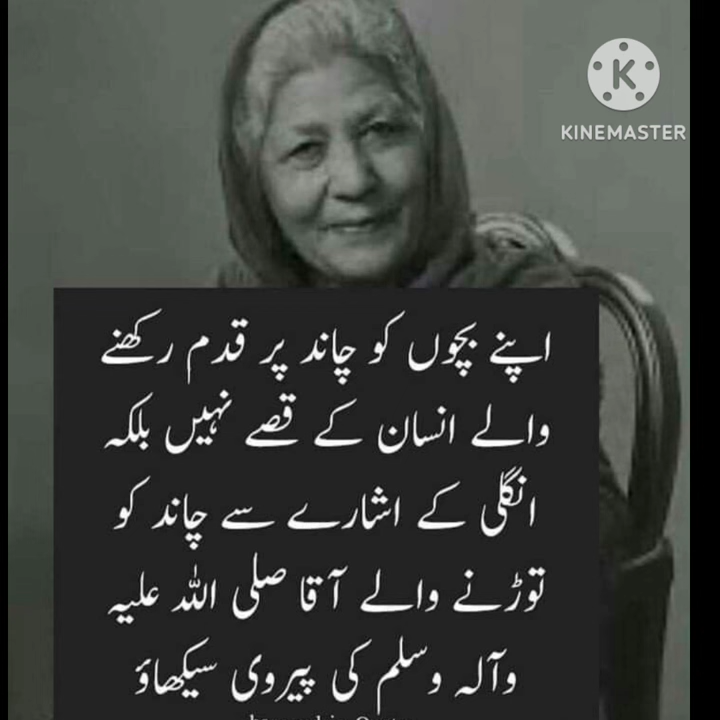 KINEMASTER
اپنے بچوں کو چاند پر قدم رکھنے
والے انسان کے قصے نہیں بلکہ
انگلی کے اشارے سے چاند کو
توڑنے والے آقا صلی اللہ علیہ
وآلہ وسلم کی پیروی سیکھاؤ